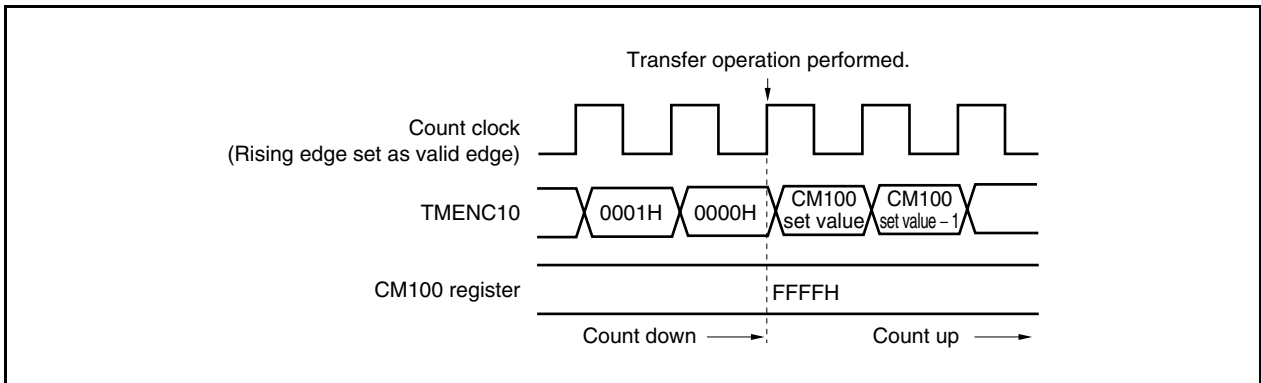 Transfer operation performed.
Count clock
(Rising edge set as valid edge)
TMENC10
0001H
0000H
CM100
set value
CM100
set value – 1
CM100 register
FFFFH
Count down
Count up